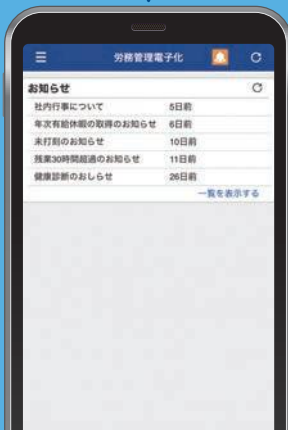 労務管理電子化
お知らせ
社内行事について 5日前
年次有給休暇の取得のお知らせ 6日前
未打刻のお知らせ 10日前
残業30時間超過のお知らせ 11日前
健康診断のおしらせ 26日前
一覧を表示する